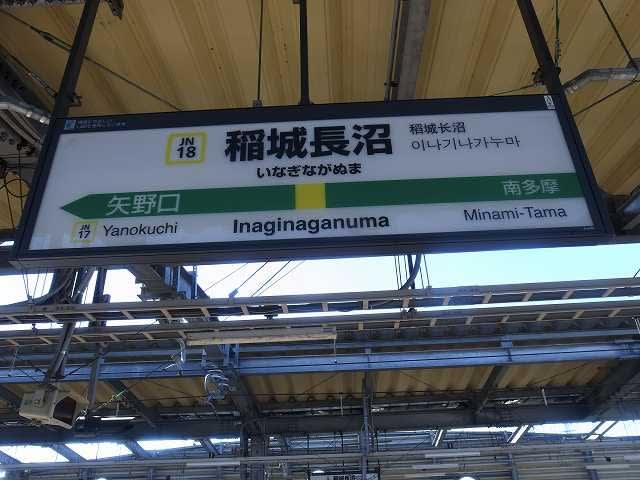 JN
18
稲城長沼
稲城长沼
이나기나가누마
いなぎながぬま
矢野口
南多摩
JN
17
Yanokuchi
Inaginaganuma
Minami-Tama